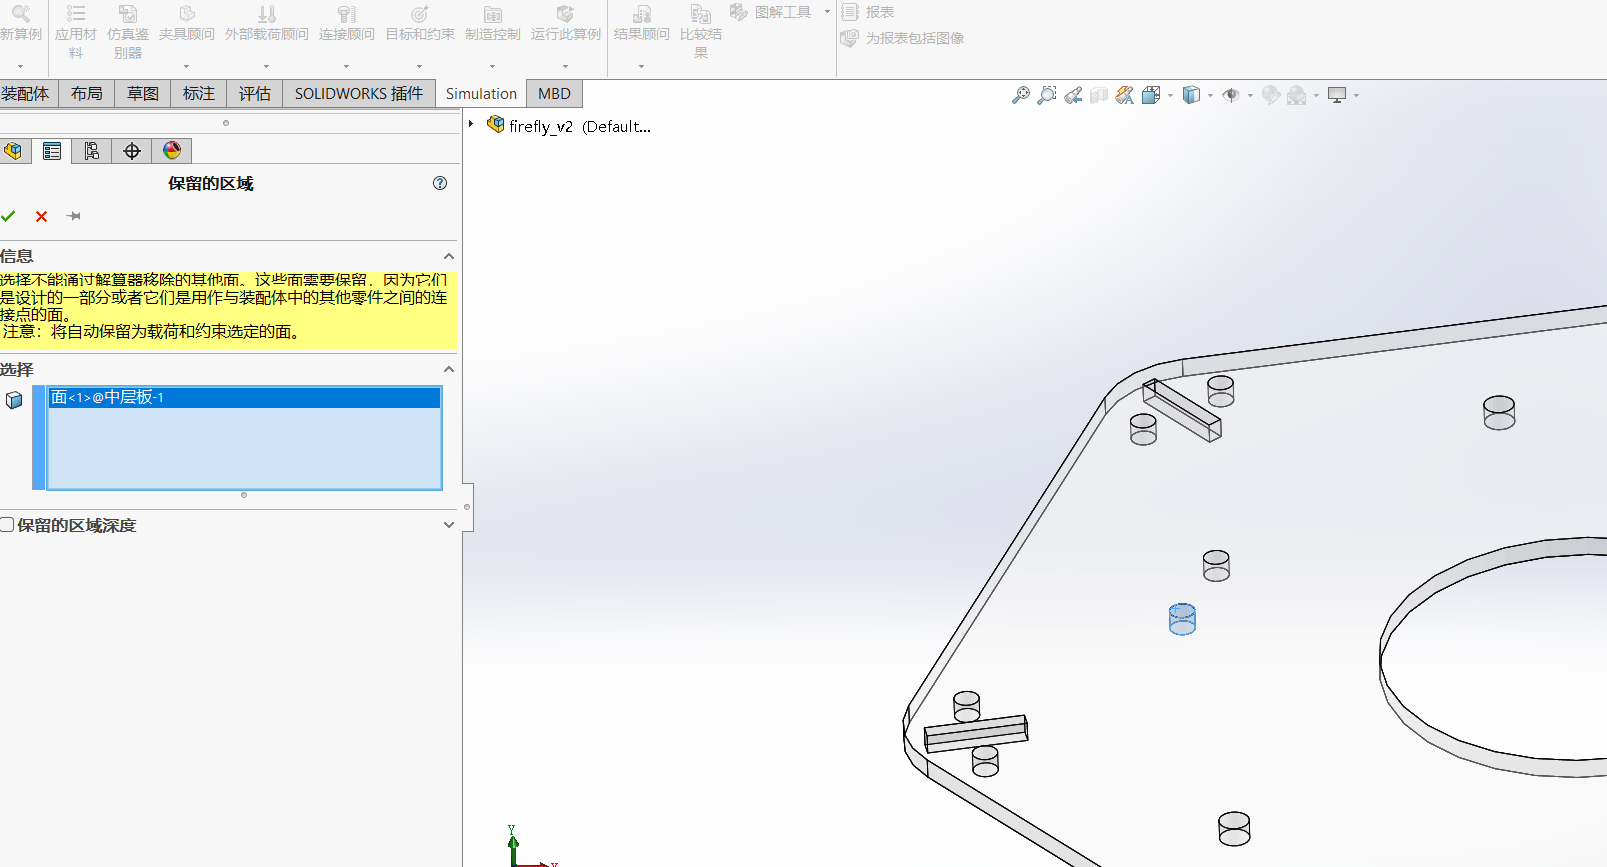 新算例
应用材料
仿真鉴别器
夹具顾问
外部载荷顾问
连接顾问
目标和约束
制造控制
运行此算例
结果顾问
比较结果
图解工具
报表
为报表包括图像
装配体
布局
草图
标注
评估
SOLIDWORKS 插件
Simulation
MBD
firefly_v2 (Default...
保留的区域
信息
选择不能通过解算器移除的其他面。这些面需要保留，因为它们
是设计的一部分或者它们是用作与装配体中的其他零件之间的连
接点的面。
注意：将自动保留为载荷和约束选定的面。
选择
面<1>@中层板-1
保留的区域深度
Y
X